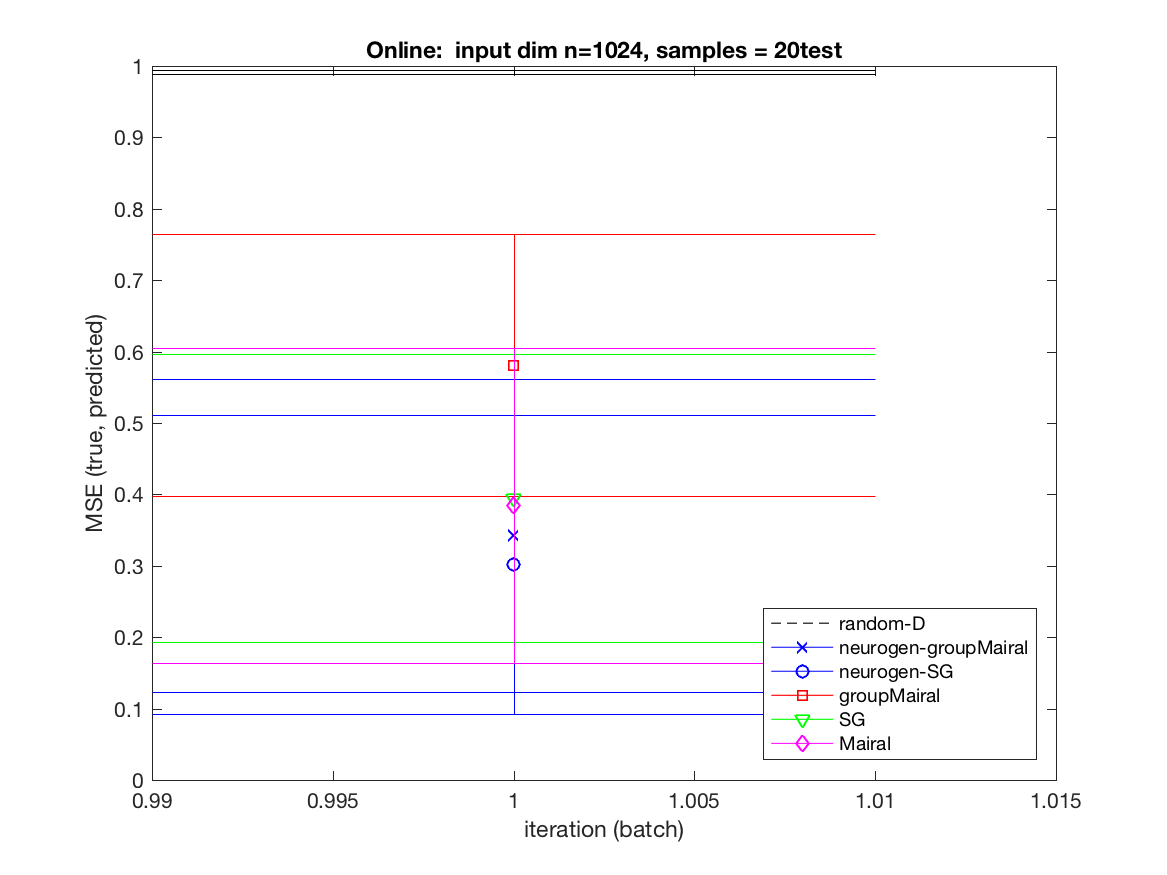 Online:  input dim n=1024, samples = 20test
1
0.9
0.8
0.7
0.6
0.5
0.4
0.3
0.2
0.1
0
MSE (true, predicted)
random-D
neurogen-groupMairal
neurogen-SG
groupMairal
SG
Mairal
0.99 0.995 1 1.005 1.01 1.015
iteration (batch)